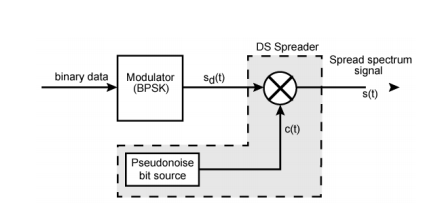 DS Spreader
Spread spectrum
signal
binary data
Modulator
(BPSK)
sd(t)
s(t)
c(t)
Pseudonoise
bit source